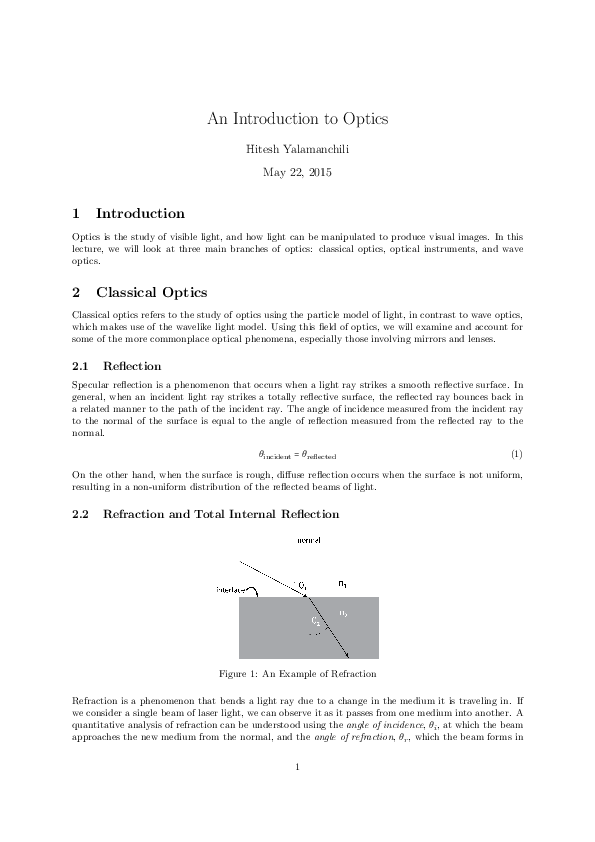 An Introduction to Optics
Hitesh Yalamanchili
May 22, 2015
1 Introduction
Optics is the study of visible light, and how light can be manipulated to produce visual images. In this
lecture, we will look at three main branches of optics: classical optics, optical instruments, and wave
optics.
2 Classical Optics
Classical optics refers to the study of optics using the particle model of light, in contrast to wave optics,
which makes use of the wavelike light model. Using this field of optics, we will examine and account for
some of the more commonplace optical phenomena, especially those involving mirrors and lenses.
2.1 Reflection
Specular reflection is a phenomenon that occurs when a light ray strikes a smooth reflective surface. In
general, when an incident light ray strikes a totally reflective surface, the reflected ray bounces back in
a related manner to the path of the incident ray. The angle of incidence measured from the incident ray
to the normal of the surface is equal to the angle of reflection measured from the reflected ray to the
normal.
θincident = θreflected (1)
On the other hand, when the surface is rough, diffuse reflection occurs when the surface is not uniform,
resulting in a non-uniform distribution of the reflected beams of light.
2.2 Refraction and Total Internal Reflection
normal
interface
n₁
n₂
Figure 1: An Example of Refraction
Refraction is a phenomenon that bends a light ray due to a change in the medium it is traveling in. If
we consider a single beam of laser light, we can observe it as it passes from one medium into another. A
quantitative analysis of refraction can be understood using the angle of incidence, θi, at which the beam
approaches the new medium from the normal, and the angle of refraction, θr, which the beam forms in
1